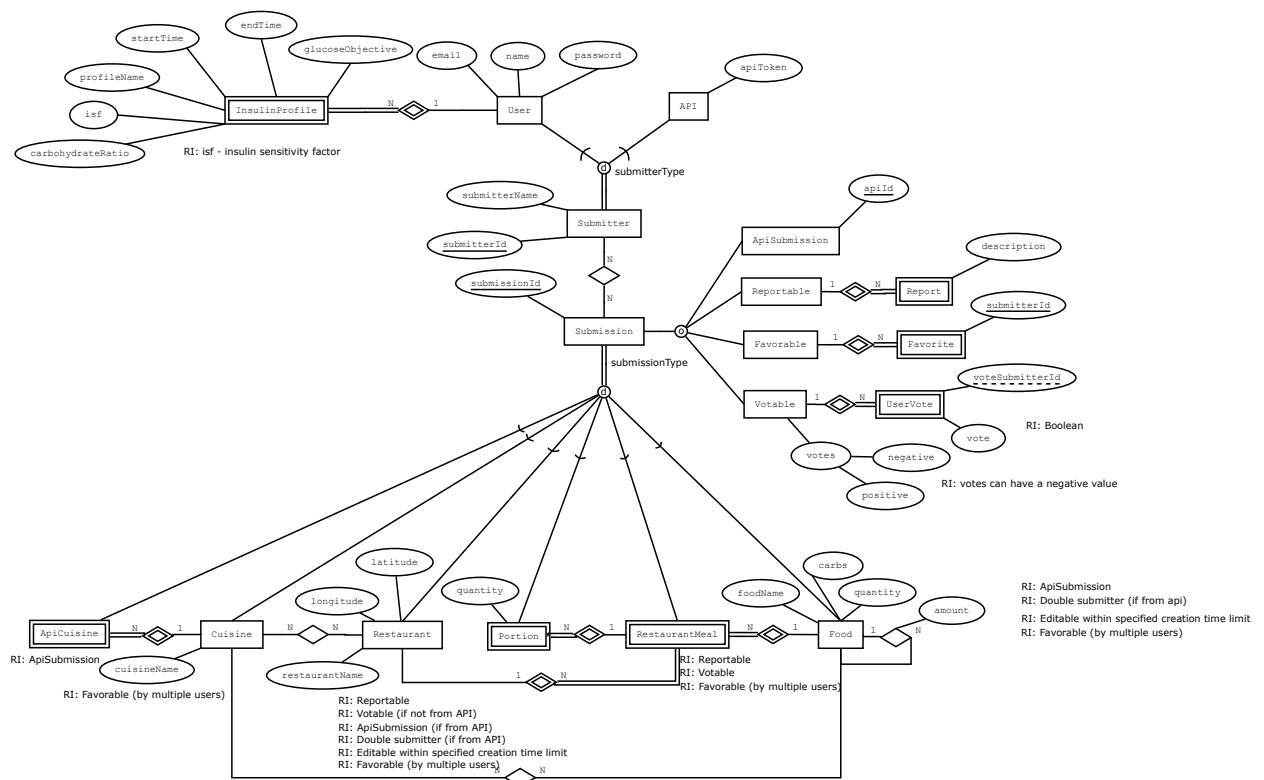 endTime
startTime
glucoseObjective
email
name
password
apiToken
profileName
InsulinProfile
N
1
User
API
isf
carbohydrateRatio
RI: isf - insulin sensitivity factor
d
submitterType
submitterName
Submitter
submitterId
N
apiId
ApiSubmission
description
submissionId
N
Reportable
1
N
Report
submitterId
Submission
o
Favorable
1
N
Favorite
submissionType
d
voteSubmitterId
Votable
1
N
UserVote
RI: Boolean
vote
votes
negative
positive
RI: votes can have a negative value
latitude
carbs
longitude
quantity
foodName
quantity
amount
RI: ApiSubmission
RI: Double submitter (if from api)
RI: Editable within specified creation time limit
RI: Favorable (by multiple users)
ApiCuisine
N
1
Cuisine
N
N
Restaurant
Portion
N
1
RestaurantMeal
N
1
Food
1
N
RI: ApiSubmission
cuisineName
restaurantName
1
N
RI: Reportable
RI: Votable
RI: Favorable (by multiple users)
RI: Favorable (by multiple users)
RI: Reportable
RI: Votable (if not from API)
RI: ApiSubmission (if from API)
RI: Double submitter (if from API)
RI: Editable within specified creation time limit
RI: Favorable (by multiple users)
N
N